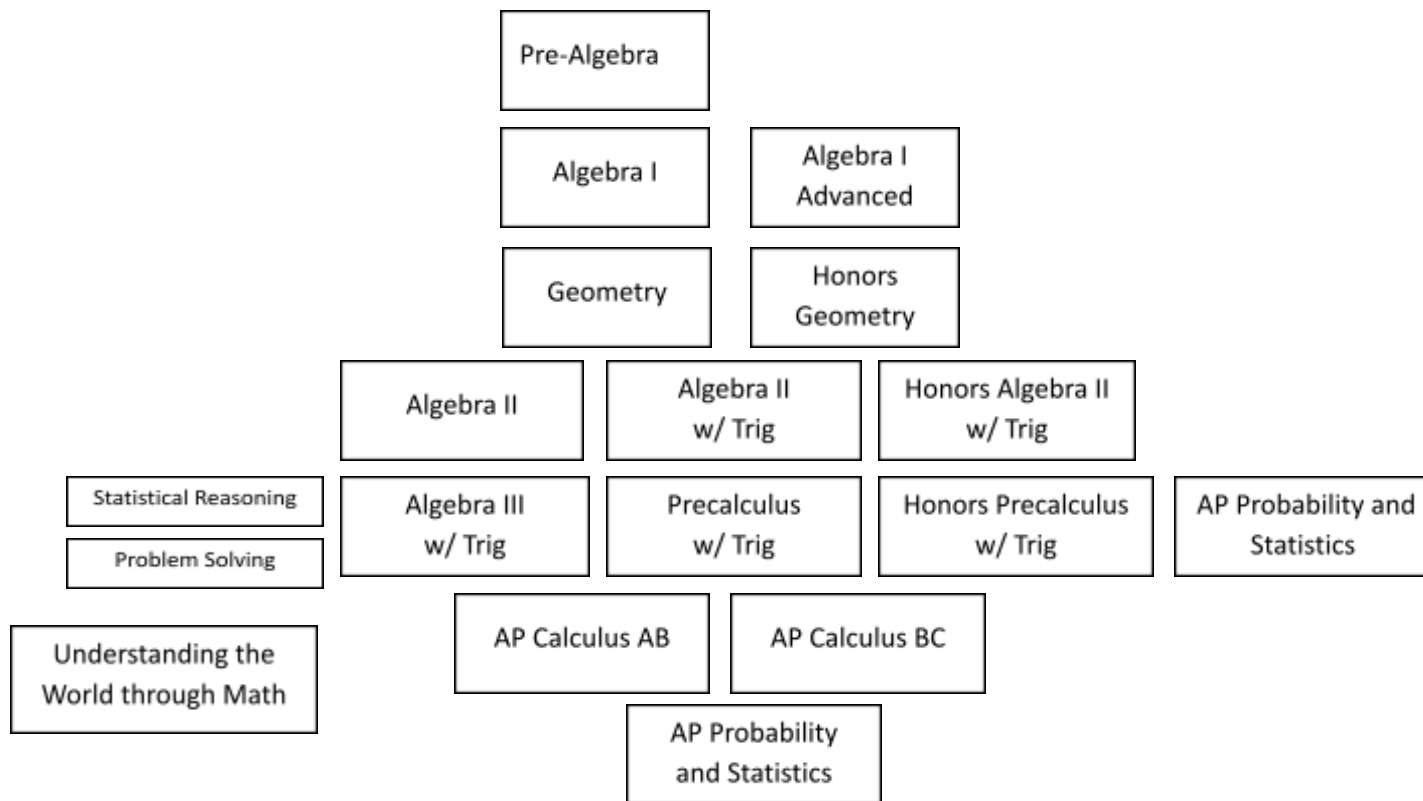 Pre-Algebra
Algebra I
Algebra I
Advanced
Geometry
Honors
Geometry
Algebra II
Algebra II
w/ Trig
Honors Algebra II
w/ Trig
Statistical Reasoning
Problem Solving
Algebra III
w/ Trig
Precalculus
w/ Trig
Honors Precalculus
w/ Trig
AP Probability and
Statistics
Understanding the
World through Math
AP Calculus AB
AP Calculus BC
AP Probability
and Statistics